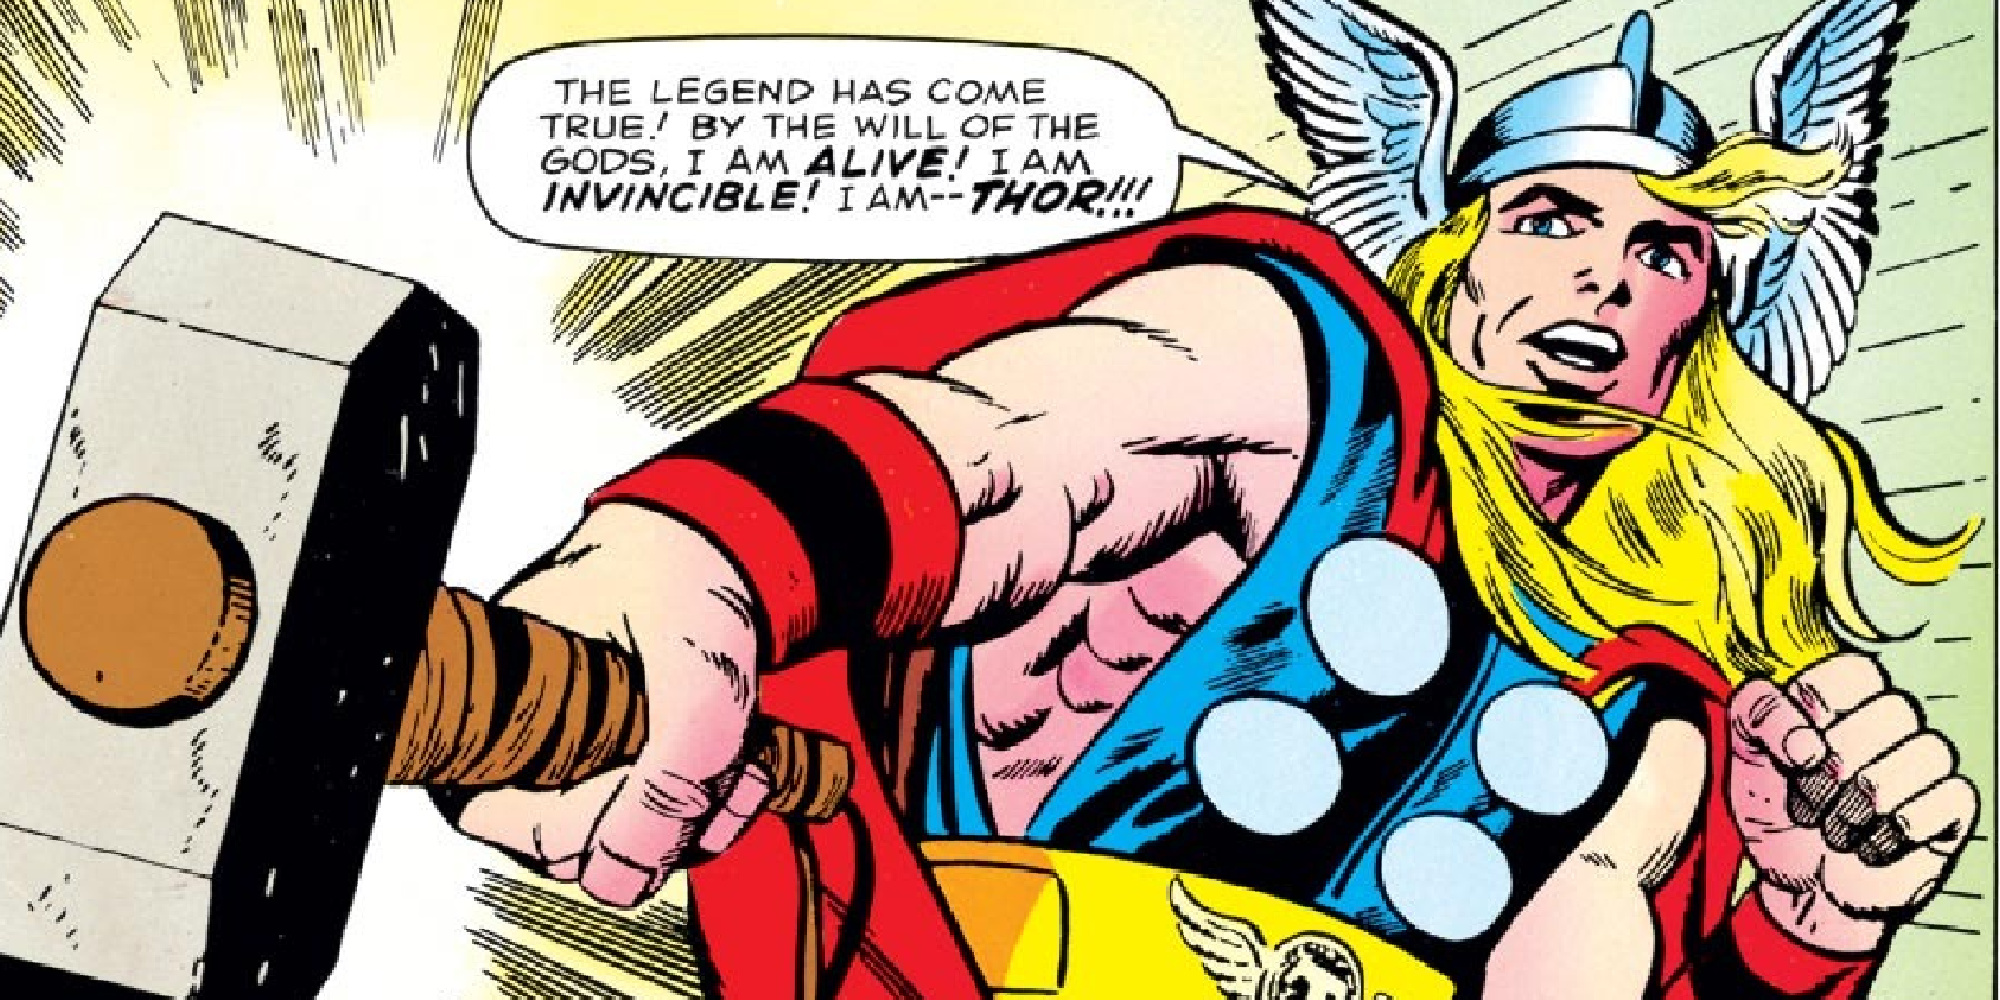 THE LEGEND HAS COME
TRUE! BY THE WILL OF THE
GODS, I AM ALIVE! I AM
INVINCIBLE! I AM--THOR!!!